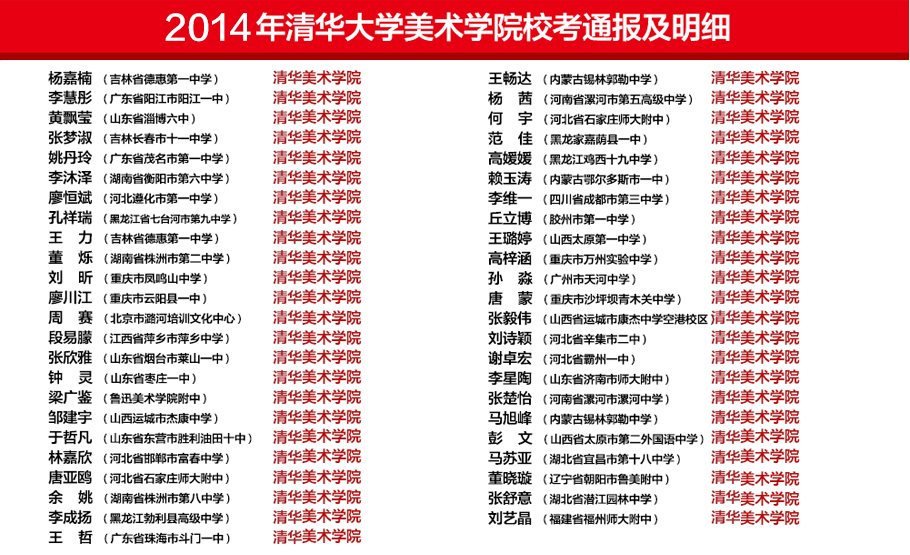 2014年清华大学美术学院校考通报及明细
杨嘉楠 （吉林省德惠第一中学） 清华美术学院
李慧彤 （广东省阳江市阳江一中） 清华美术学院
黄飘莹 （山东省淄博六中） 清华美术学院
张梦淑 （吉林长春市十一中学） 清华美术学院
姚丹玲 （广东省茂名市第一中学） 清华美术学院
李沐泽 （湖南省衡阳市第六中学） 清华美术学院
廖恒斌 （河北遵化市第一中学） 清华美术学院
孔祥瑞 （黑龙江省七台河市第九中学） 清华美术学院
王 力 （吉林省德惠第一中学） 清华美术学院
董 烁 （湖南省株洲市第二中学） 清华美术学院
刘 昕 （重庆市凤鸣山中学） 清华美术学院
廖川江 （重庆市云阳县一中） 清华美术学院
周 赛 （北京市潞河培训文化中心） 清华美术学院
段易朦 （江西省萍乡市萍乡中学） 清华美术学院
张欣雅 （山东省烟台市莱山一中） 清华美术学院
钟 灵 （山东省枣庄一中） 清华美术学院
梁广鉴 （鲁迅美术学院附中） 清华美术学院
邹建宇 （山西运城市杰康中学） 清华美术学院
于哲凡 （山东省东营市胜利油田十中） 清华美术学院
林嘉欣 （河北省邯郸市富春中学） 清华美术学院
唐亚鸥 （河北省石家庄师大附中） 清华美术学院
余 姚 （湖南省株洲市第八中学） 清华美术学院
李成扬 （黑龙江勃利县高级中学） 清华美术学院
王 哲 （广东省珠海市斗门一中） 清华美术学院
王畅达 （内蒙古锡林郭勒中学） 清华美术学院
杨 茜 （河南省漯河市第五高级中学） 清华美术学院
何 宇 （河北省石家庄师大附中） 清华美术学院
范 佳 （黑龙家嘉荫县一中） 清华美术学院
高媛媛 （黑龙江鸡西十九中学） 清华美术学院
赖玉涛 （内蒙古鄂尔多斯市一中） 清华美术学院
李维一 （四川省成都市第三中学） 清华美术学院
丘立博 （胶州市第一中学） 清华美术学院
王璐婷 （山西太原第一中学） 清华美术学院
高梓涵 （重庆市万州实验中学） 清华美术学院
孙 淼 （广州市天河中学） 清华美术学院
唐 蒙 （重庆市沙坪坝青木关中学） 清华美术学院
张毅伟 （山西省运城市康杰中学空港校区 清华美术学院
刘诗颖 （河北省辛集市二中） 清华美术学院
谢卓宏 （河北省霸州一中） 清华美术学院
李星陶 （山东省济南市师大附中） 清华美术学院
张楚怡 （河南省漯河市漯河中学） 清华美术学院
马旭峰 （内蒙古锡林郭勒中学） 清华美术学院
彭 文 （山西省太原市第二外国语中学） 清华美术学院
马苏亚 （湖北省宜昌市第十八中学） 清华美术学院
董晓璇 （辽宁省朝阳市鲁美附中） 清华美术学院
张舒意 （湖北省潜江园林中学） 清华美术学院
刘艺晶 （福建省福州师大附中） 清华美术学院